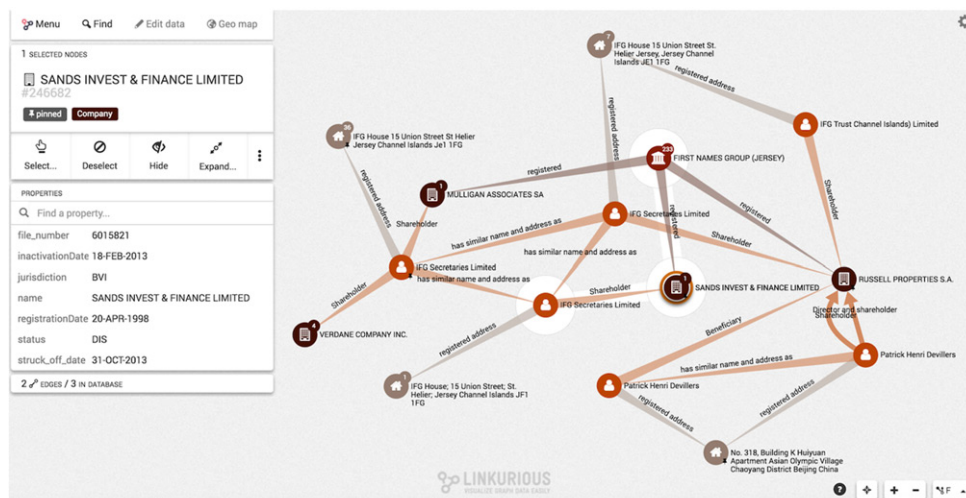 Menu Find Edit data Geo map
1 SELECTED NODES
SANDS INVEST & FINANCE LIMITED
#246682
pinned Company
Select... Deselect Hide Expand...
PROPERTIES
Find a property...
file_number 6015821
inactivationDate 18-FEB-2013
jurisdiction BVI
name SANDS INVEST & FINANCE LIMITED
registrationDate 20-APR-1998
status DIS
struck_off_date 31-OCT-2013
2 EDGES / 3 IN DATABASE
7
IFG House 15 Union Street St.
Helier Jersey, Jersey Channel
Islands JE1 1FG
registered address
registered address
IFG Trust Channel Islands) Limited
36
IFG House 15 Union Street St Helier
Jersey Channel Islands Je1 1FG
registered address
233
FIRST NAMES GROUP (JERSEY)
registered
registered
registered
Shareholder
1
MULLIGAN ASSOCIATES SA
Shareholder
IFG Secretaries Limited
has similar name and address as
has similar name and address as
Shareholder
IFG Secretaries Limited
has similar name and address as
Shareholder
1
SANDS INVEST & FINANCE LIMITED
Shareholder
IFG Secretaries Limited
RUSSELL PROPERTIES S.A.
Director and shareholder
Shareholder
4
VERDANE COMPANY INC.
registered address
Beneficiary
has similar name and address as
Patrick Henri Devillers
Patrick Henri Devillers
1
IFG House; 15 Union Street; St.
Helier; Jersey Channel Islands JF1
1FG
registered address
registered address
No. 318, Building K Huiyuan
Apartment Asian Olympic Village
Chaoyang District Beijing China
LINKURIOUS
VISUALIZE GRAPH DATA EASILY
? + − F